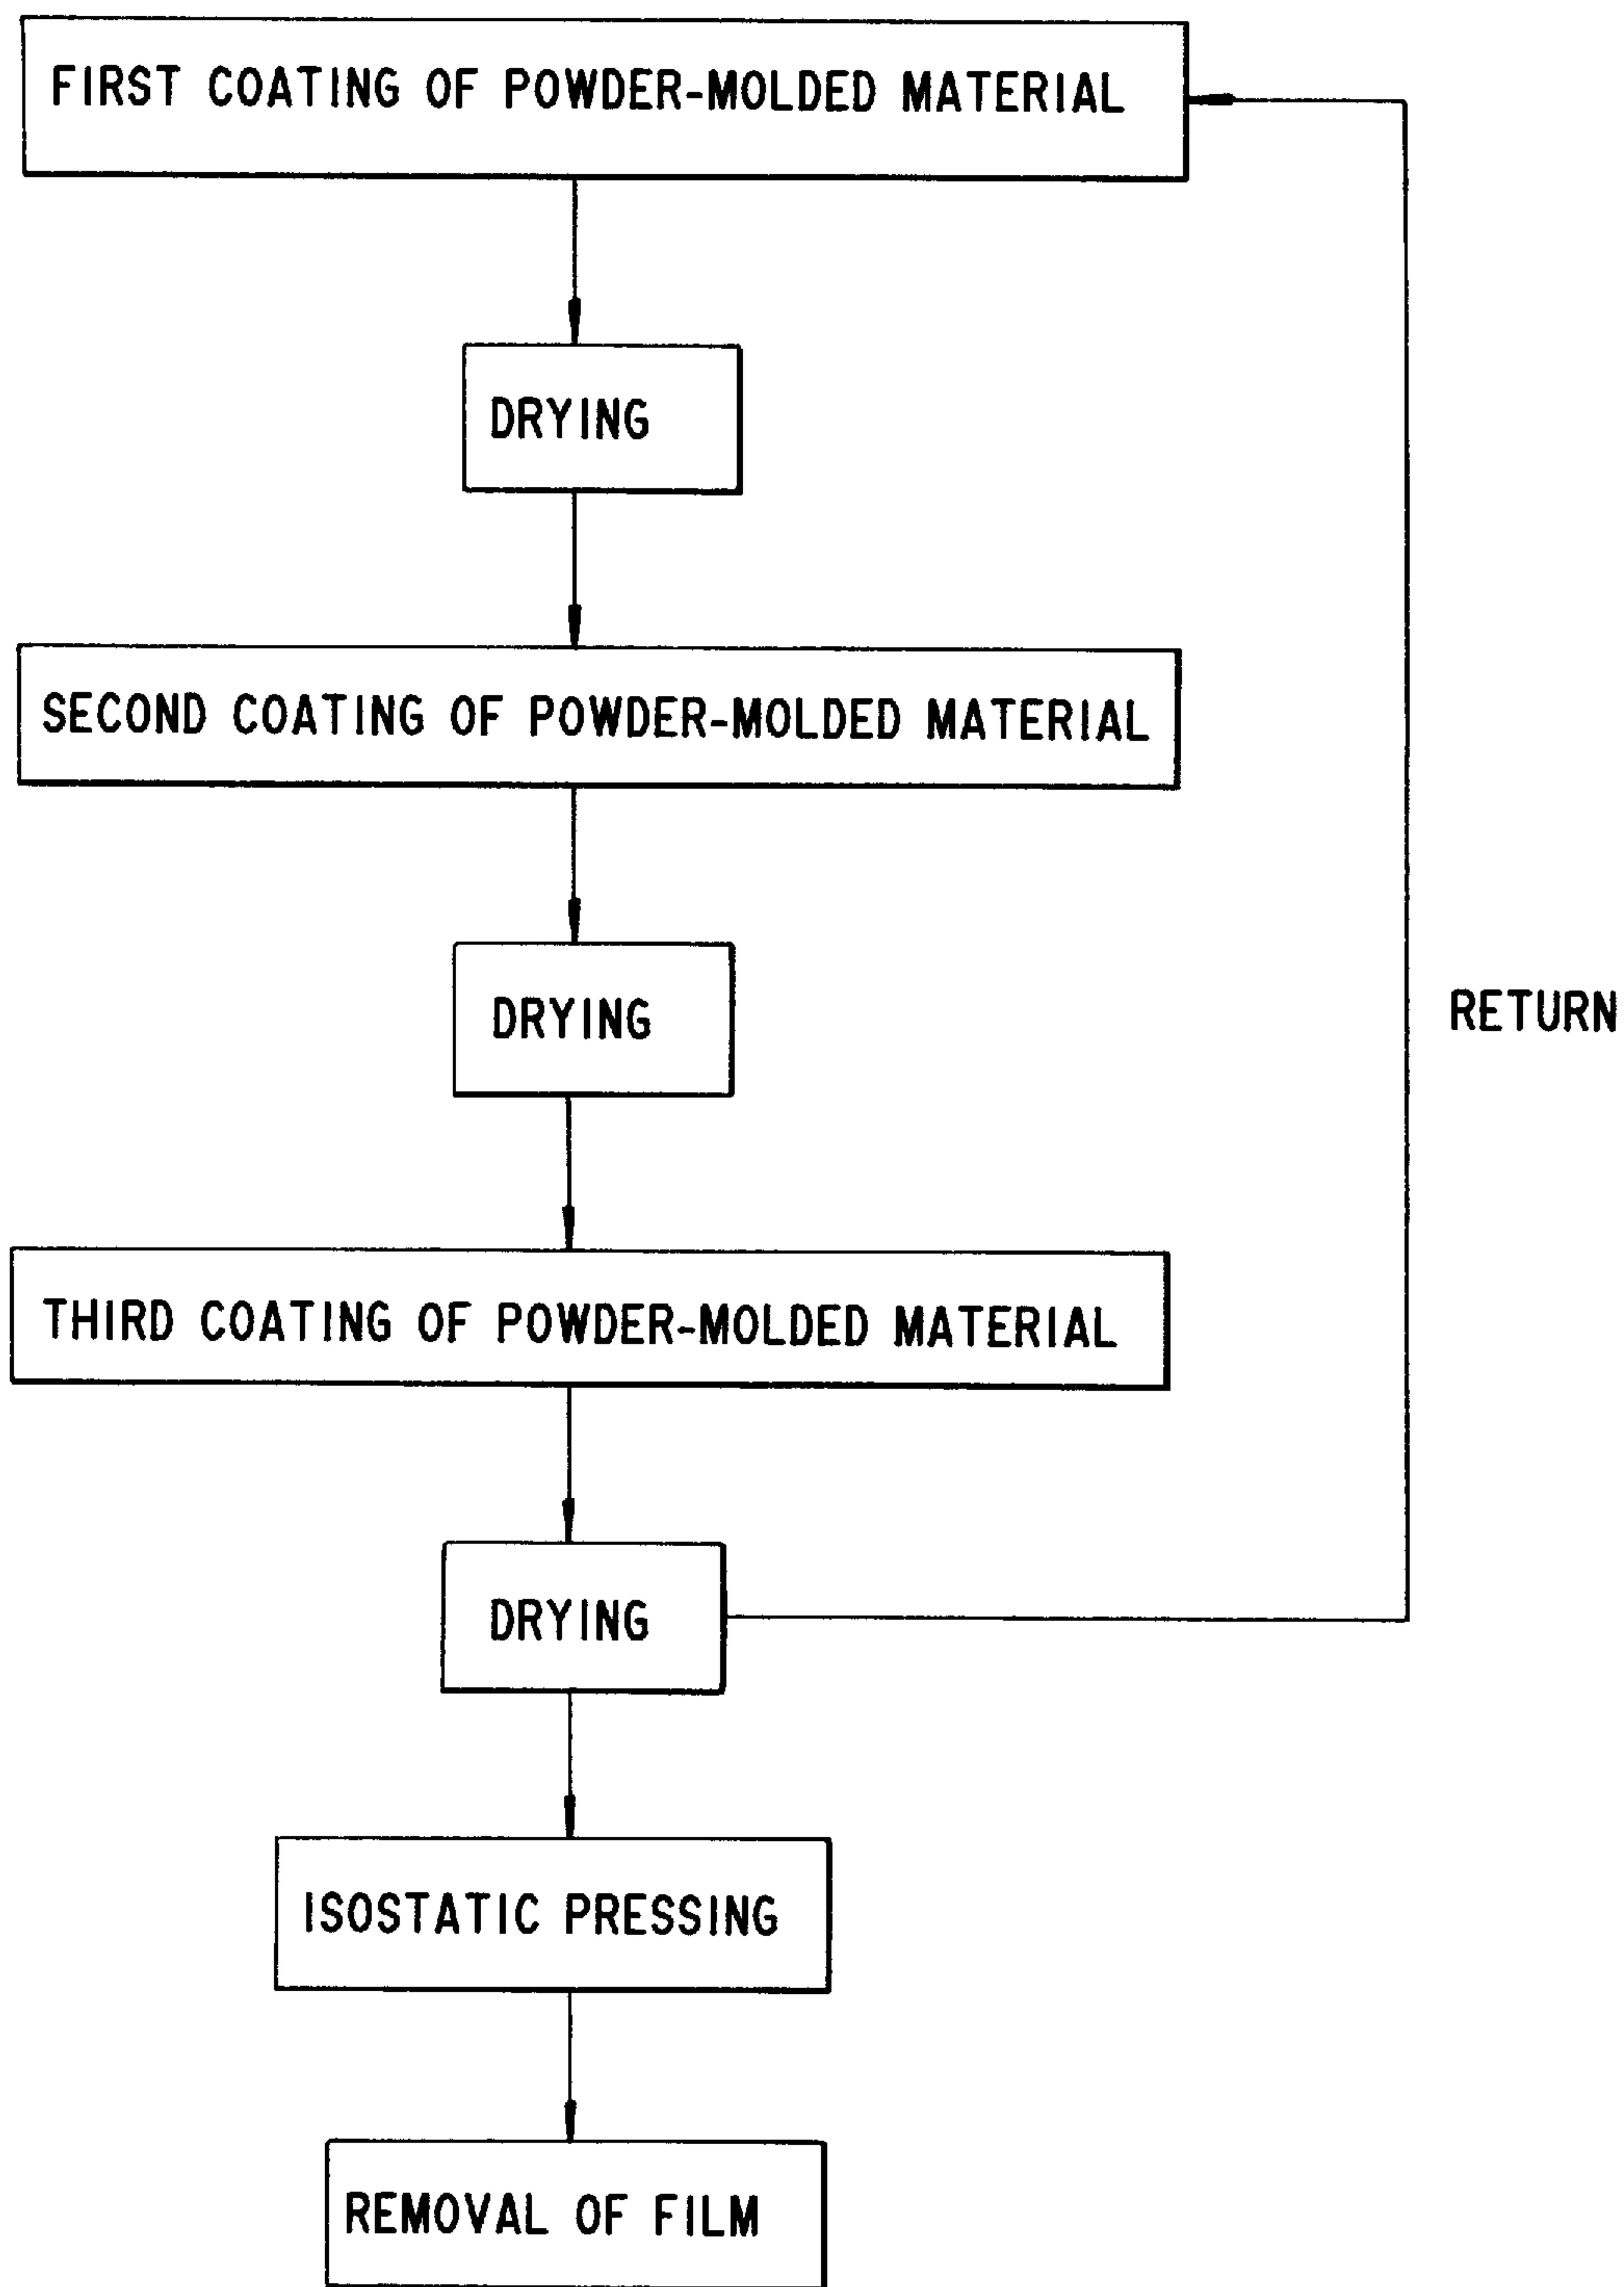 FIRST COATING OF POWDER-MOLDED MATERIAL
DRYING
SECOND COATING OF POWDER-MOLDED MATERIAL
DRYING
RETURN
THIRD COATING OF POWDER-MOLDED MATERIAL
DRYING
ISOSTATIC PRESSING
REMOVAL OF FILM